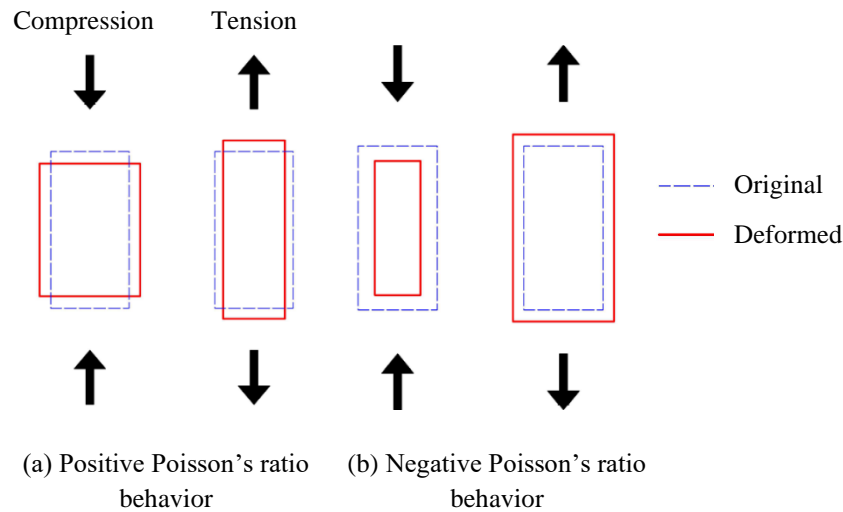 Compression
Tension
Original
Deformed
(a) Positive Poisson’s ratio
behavior
(b) Negative Poisson’s ratio
behavior